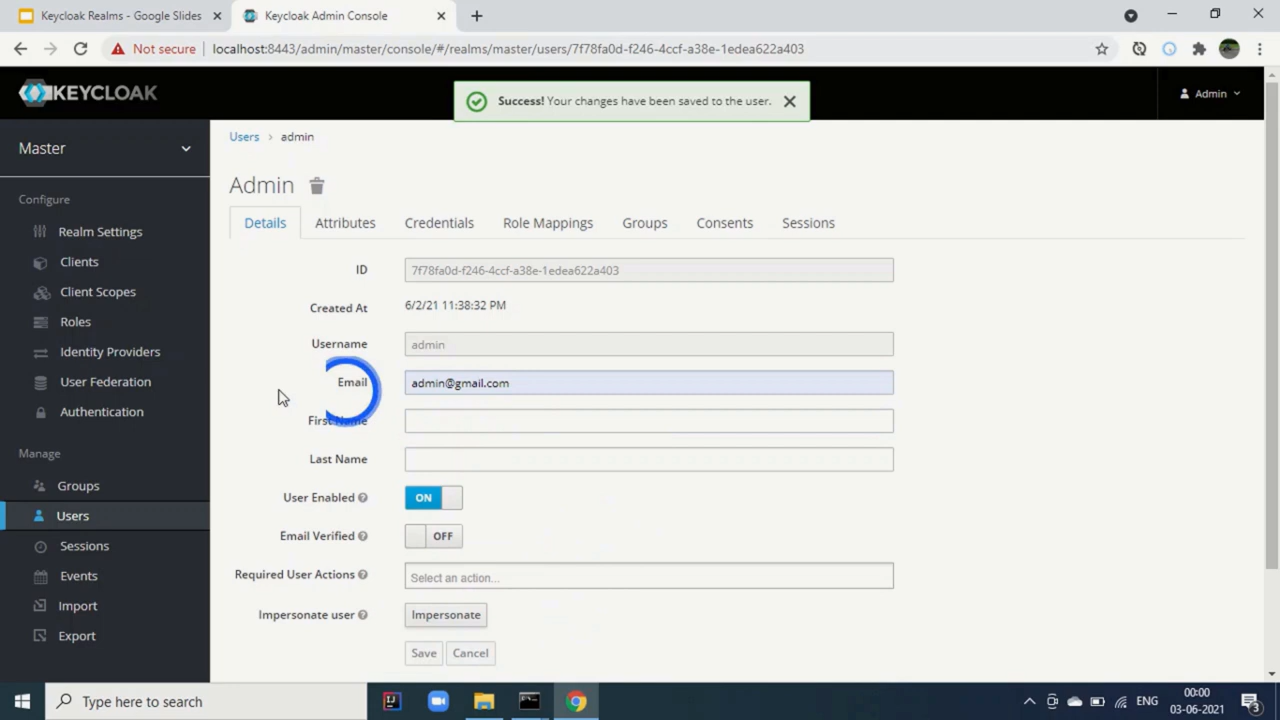 Keycloak Realms - Google Slides
Keycloak Admin Console
Not secure
localhost:8443/admin/master/console/#/realms/master/users/7f78fa0d-f246-4ccf-a38e-1edea622a403
KEYCLOAK
Success! Your changes have been saved to the user.
Admin
Master
Configure
Realm Settings
Clients
Client Scopes
Roles
Identity Providers
User Federation
Authentication
Manage
Groups
Users
Sessions
Events
Import
Export
Users > admin
Admin
Details Attributes Credentials Role Mappings Groups Consents Sessions
ID 7f78fa0d-f246-4ccf-a38e-1edea622a403
Created At 6/2/21 11:38:32 PM
Username admin
Email admin@gmail.com
First Name
Last Name
User Enabled ON
Email Verified OFF
Required User Actions Select an action...
Impersonate user Impersonate
Save Cancel
Type here to search
ENG
00:00
03-06-2021
3